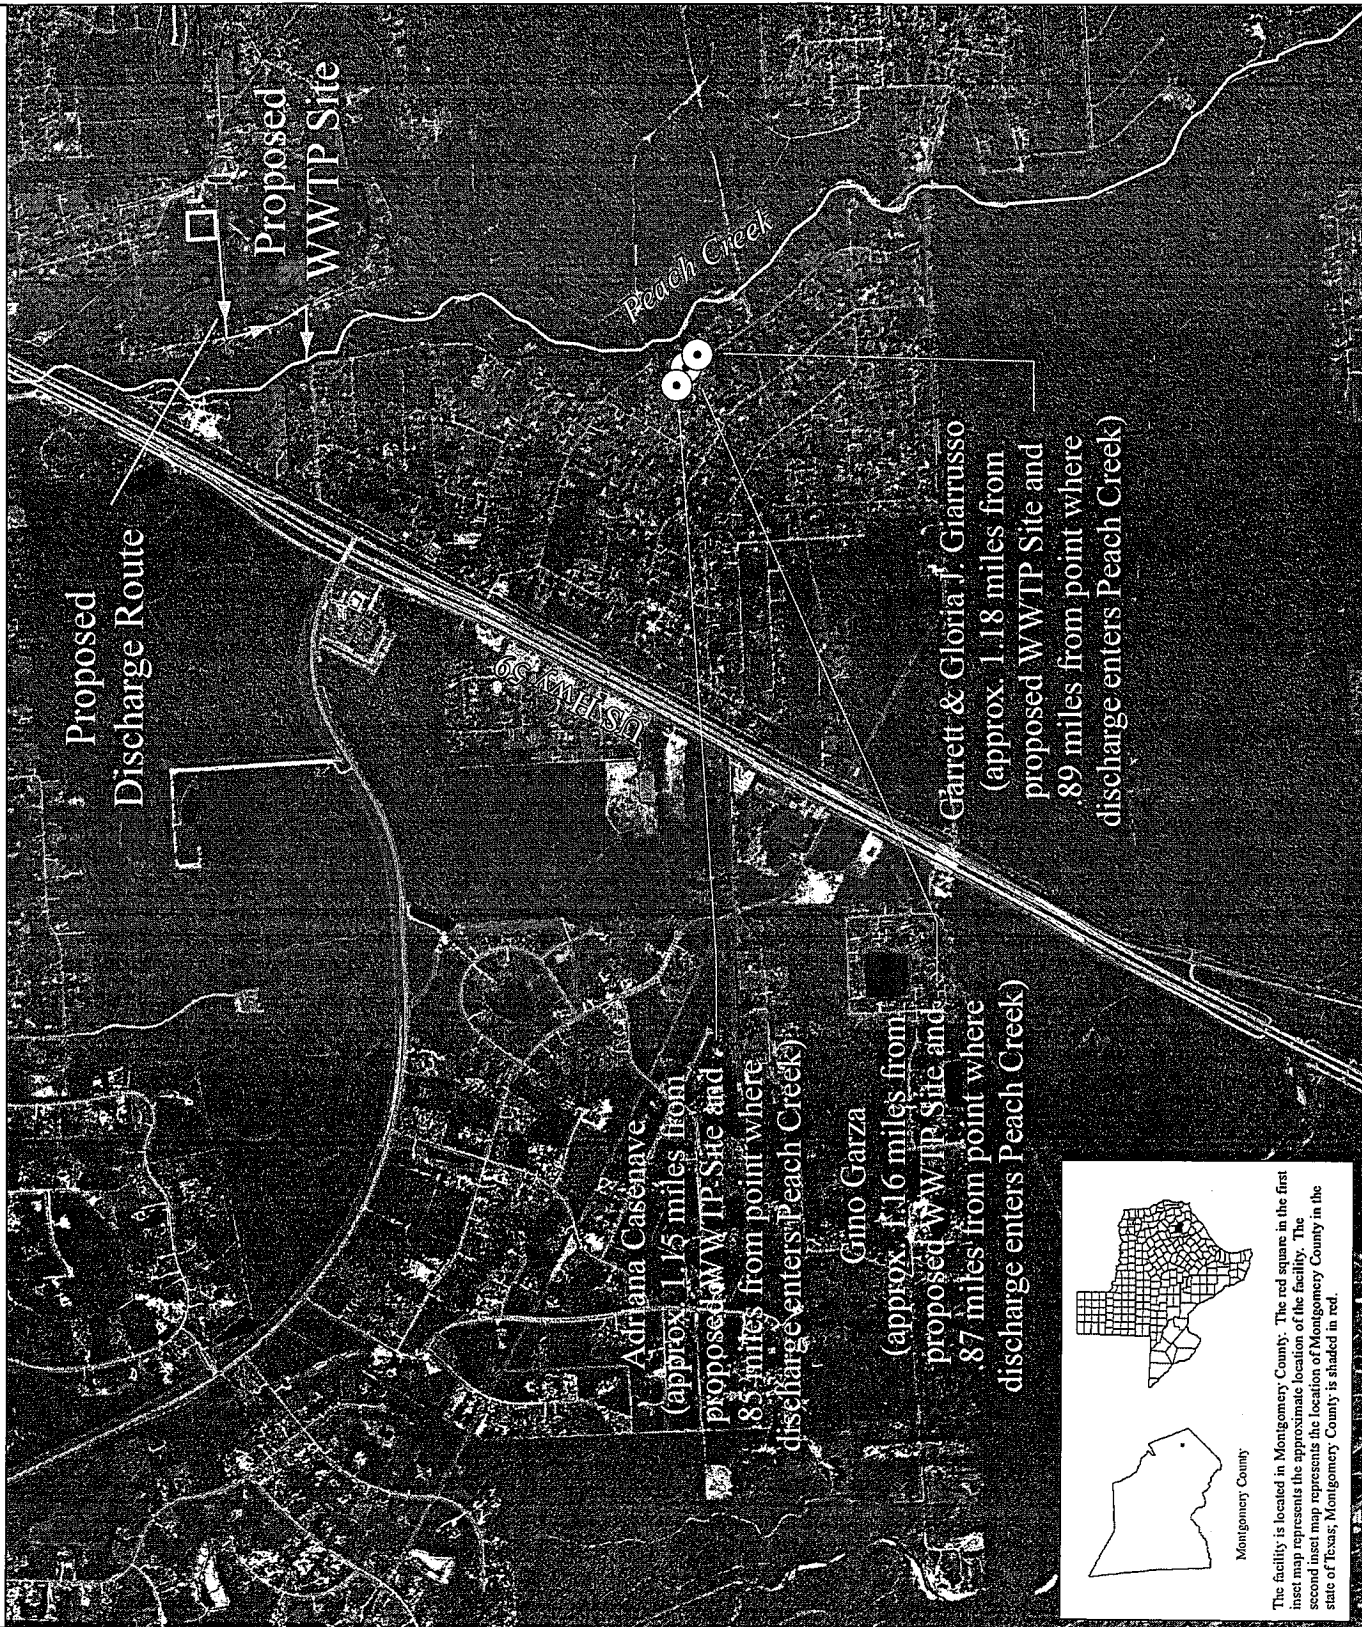 Proposed
Discharge Route
Proposed
WWTP Site
Peach Creek
US HWY 59
Adriana Casenave
(approx. 1.15 miles from
proposed WWTP Site and
.85 miles from point where
discharge enters Peach Creek)
Gino Garza
(approx. 1.16 miles from
proposed WWTP Site and
.87 miles from point where
discharge enters Peach Creek)
Garrett & Gloria J. Giarrusso
(approx. 1.18 miles from
proposed WWTP Site and
.89 miles from point where
discharge enters Peach Creek)
Montgomery County
The facility is located in Montgomery County. The red square in the first
inset map represents the approximate location of the facility. The
second inset map represents the location of Montgomery County in the
state of Texas; Montgomery County is shaded in red.